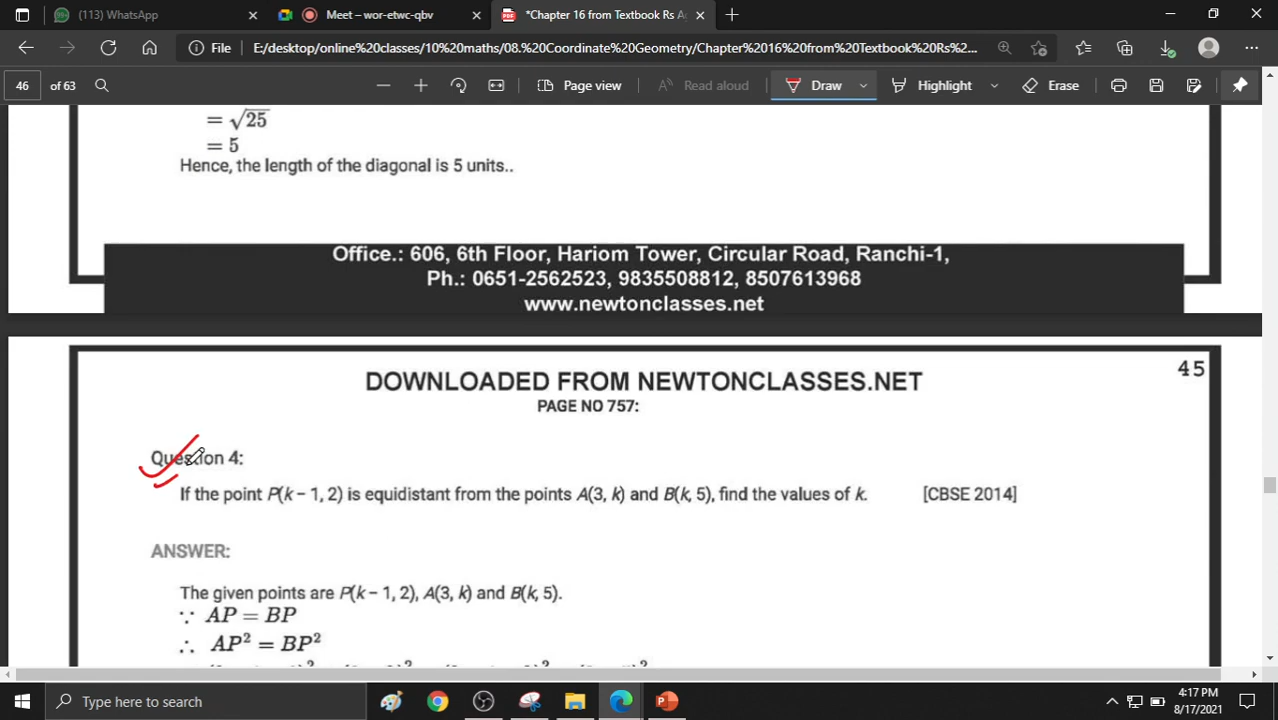 (113) WhatsApp
Meet – wor-etwc-qbv
*Chapter 16 from Textbook Rs Ag
File
E:/desktop/online%20classes/10%20maths/08.%20Coordinate%20Geometry/Chapter%2016%20from%20Textbook%20Rs%2...
46 of 63
Page view
Read aloud
Draw
Highlight
Erase
= √25
= 5
Hence, the length of the diagonal is 5 units..
Office.: 606, 6th Floor, Hariom Tower, Circular Road, Ranchi-1,
Ph.: 0651-2562523, 9835508812, 8507613968
www.newtonclasses.net
45
DOWNLOADED FROM NEWTONCLASSES.NET
PAGE NO 757:
Question 4:
If the point P(k − 1, 2) is equidistant from the points A(3, k) and B(k, 5), find the values of k. [CBSE 2014]
ANSWER:
The given points are P(k − 1, 2), A(3, k) and B(k, 5).
∵ AP = BP
∴ AP² = BP²
Type here to search
4:17 PM
8/17/2021